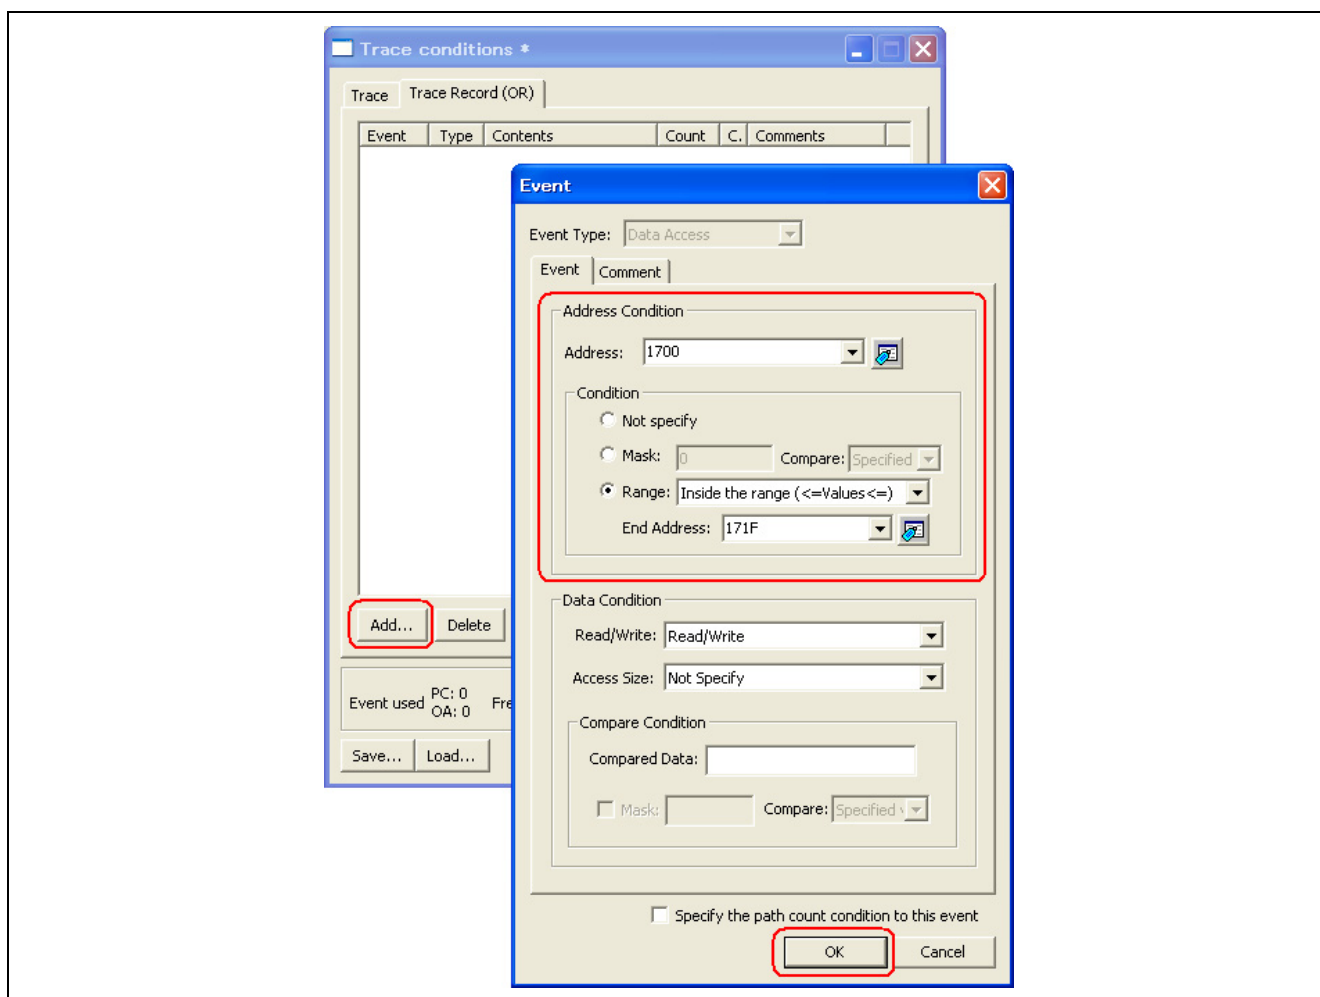 Trace conditions *
Trace
Trace Record (OR)
Event
Type
Contents
Count
C.
Comments
Add...
Delete
Event used
PC: 0
OA: 0
Save...
Load...
Event
Event Type: Data Access
Event
Comment
Address Condition
Address: 1700
Condition
Not specify
Mask: 0 Compare: Specified
Range: Inside the range (<=Values<=)
End Address: 171F
Data Condition
Read/Write: Read/Write
Access Size: Not Specify
Compare Condition
Compared Data:
Mask: Compare: Specified
Specify the path count condition to this event
OK
Cancel